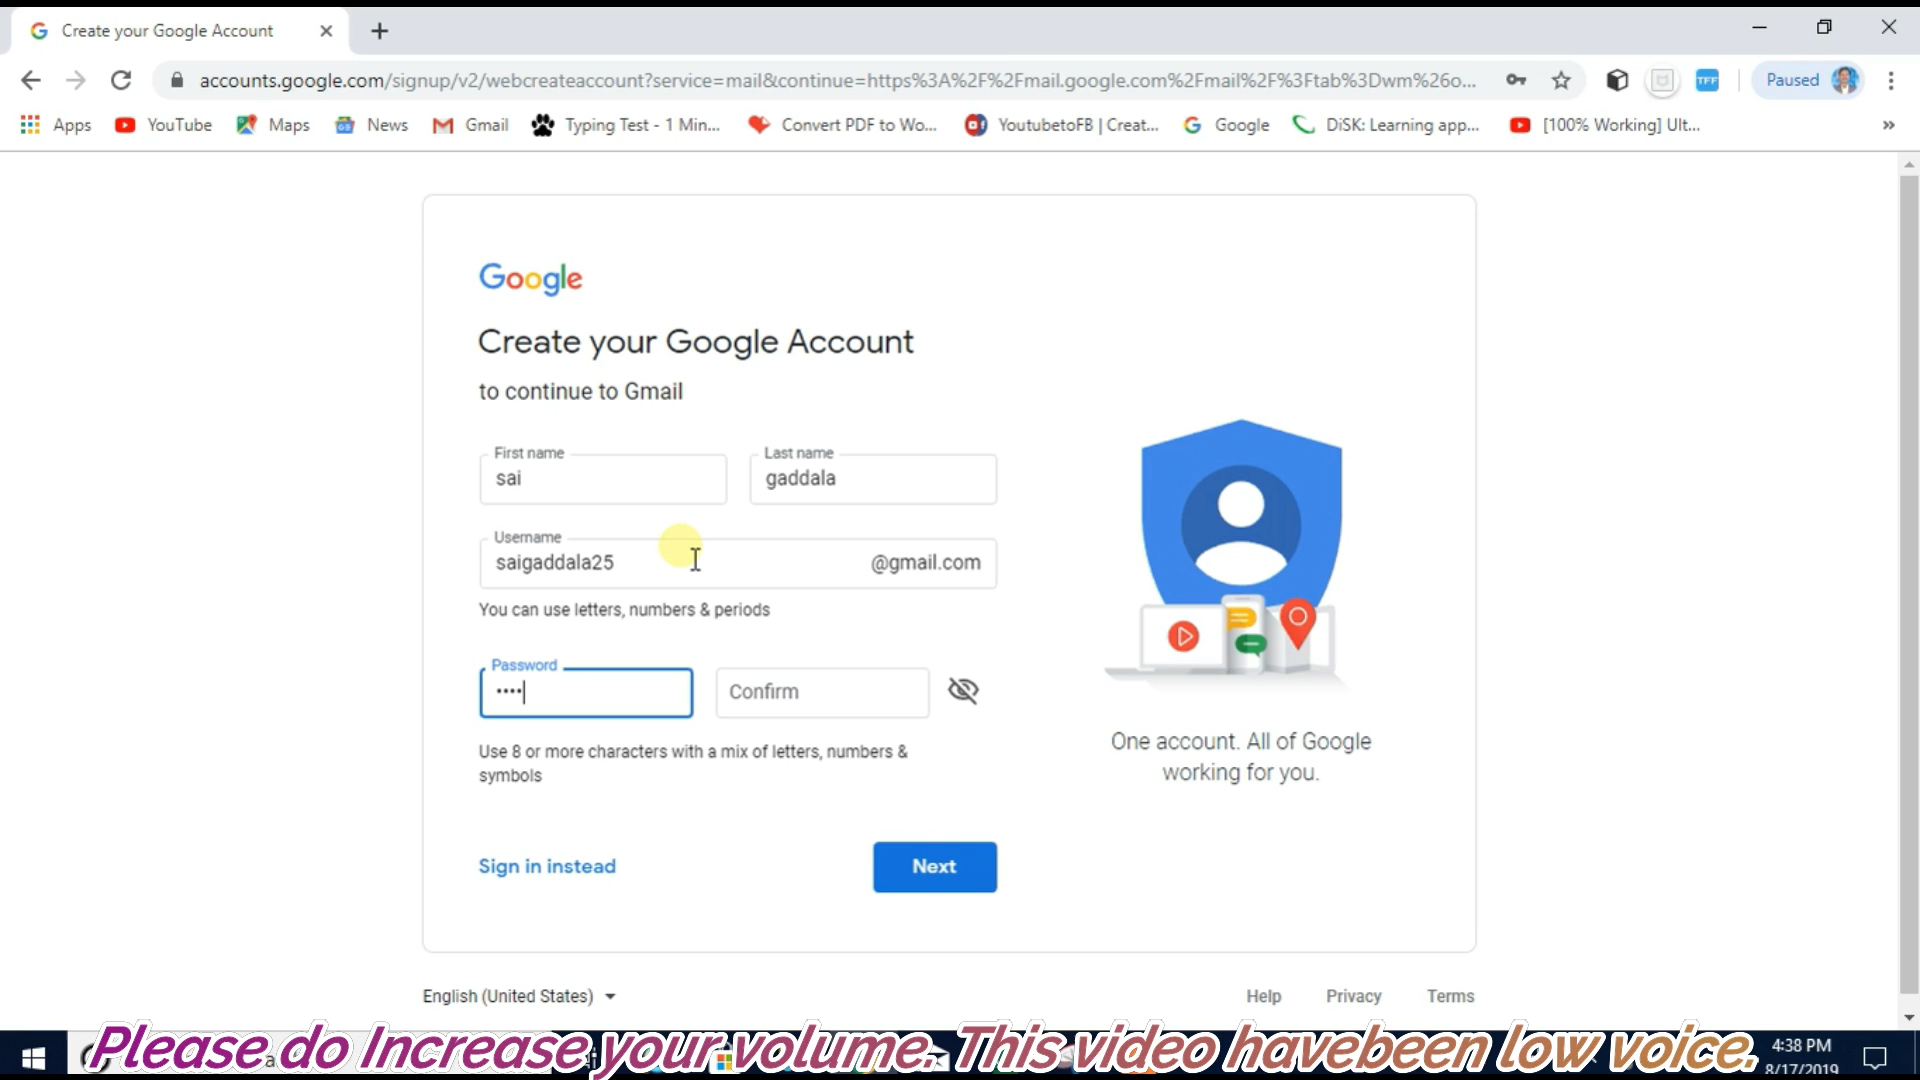 Create your Google Account
accounts.google.com/signup/v2/webcreateaccount?service=mail&continue=https%3A%2F%2Fmail.google.com%2Fmail%2F%3Ftab%3Dwm%26o...
TFF
Paused
Apps
YouTube
Maps
News
Gmail
Typing Test - 1 Min...
Convert PDF to Wo...
YoutubetoFB | Creat...
Google
DiSK: Learning app...
[100% Working] Ult...
»
Google
Create your Google Account
to continue to Gmail
First name
sai
Last name
gaddala
Username
saigaddala25
@gmail.com
You can use letters, numbers & periods
Password
••••
Confirm
Use 8 or more characters with a mix of letters, numbers &
symbols
One account. All of Google
working for you.
Sign in instead
Next
English (United States)
Help
Privacy
Terms
Please do Increase your volume. This video havebeen low voice.
4:38 PM
8/17/2019